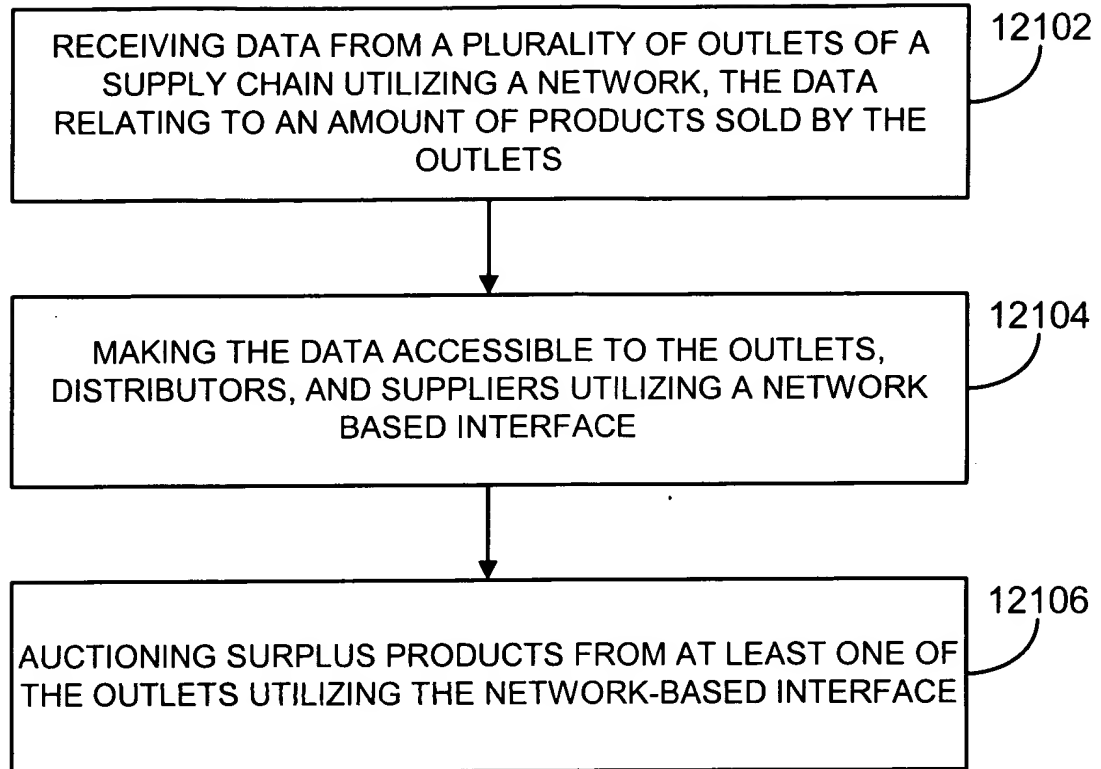 RECEIVING DATA FROM A PLURALITY OF OUTLETS OF A
SUPPLY CHAIN UTILIZING A NETWORK, THE DATA
RELATING TO AN AMOUNT OF PRODUCTS SOLD BY THE
OUTLETS
12102
MAKING THE DATA ACCESSIBLE TO THE OUTLETS,
DISTRIBUTORS, AND SUPPLIERS UTILIZING A NETWORK
BASED INTERFACE
12104
AUCTIONING SURPLUS PRODUCTS FROM AT LEAST ONE OF
THE OUTLETS UTILIZING THE NETWORK-BASED INTERFACE
12106